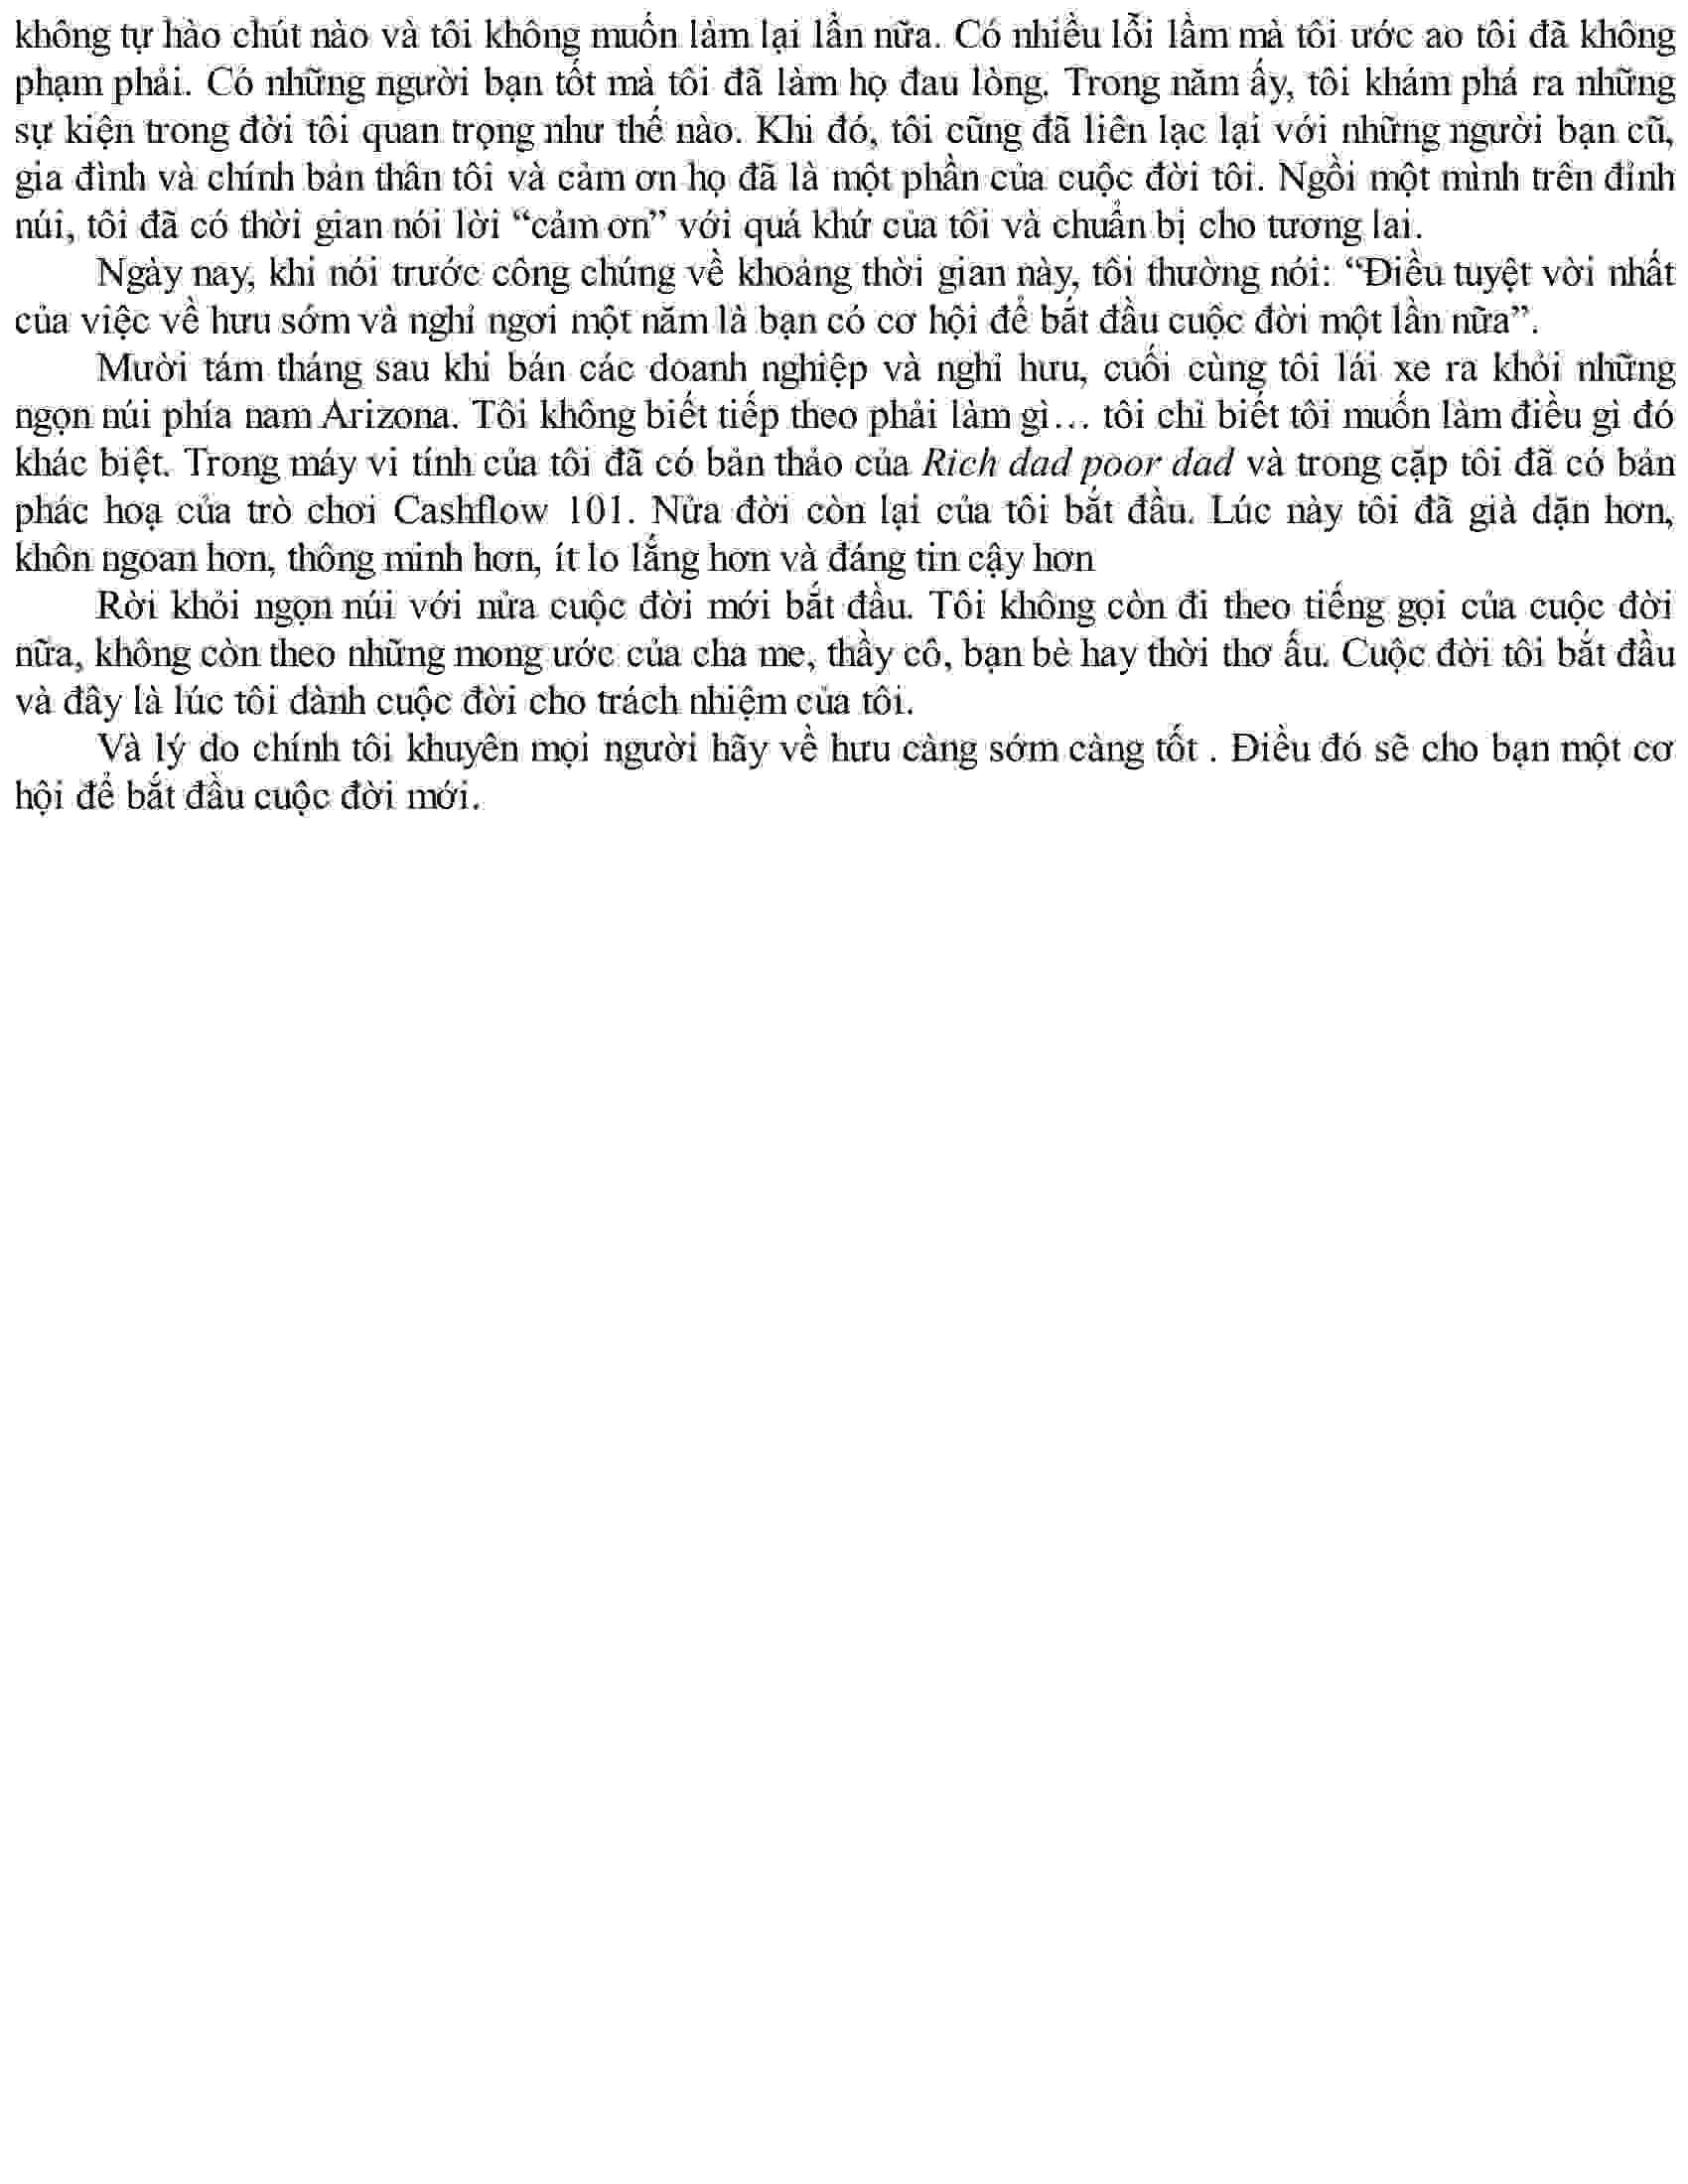 không tự hào chút nào và tôi không muốn làm lại lần nữa. Có nhiều lỗi lầm mà tôi ước ao tôi đã không
phạm phải. Có những người bạn tốt mà tôi đã làm họ đau lòng. Trong năm ấy, tôi khám phá ra những
sự kiện trong đời tôi quan trọng như thế nào. Khi đó, tôi cũng đã liên lạc lại với những người bạn cũ,
gia đình và chính bản thân tôi và cảm ơn họ đã là một phần của cuộc đời tôi. Ngồi một mình trên đỉnh
núi, tôi đã có thời gian nói lời “cảm ơn” với quá khứ của tôi và chuẩn bị cho tương lai.
Ngày nay, khi nói trước công chúng về khoảng thời gian này, tôi thường nói: “Điều tuyệt vời nhất
của việc về hưu sớm và nghỉ ngơi một năm là bạn có cơ hội để bắt đầu cuộc đời một lần nữa”.
Mười tám tháng sau khi bán các doanh nghiệp và nghỉ hưu, cuối cùng tôi lái xe ra khỏi những
ngọn núi phía nam Arizona. Tôi không biết tiếp theo phải làm gì… tôi chỉ biết tôi muốn làm điều gì đó
khác biệt. Trong máy vi tính của tôi đã có bản thảo của Rich dad poor dad và trong cặp tôi đã có bản
phác hoạ của trò chơi Cashflow 101. Nửa đời còn lại của tôi bắt đầu. Lúc này tôi đã già dặn hơn,
khôn ngoan hơn, thông minh hơn, ít lo lắng hơn và đáng tin cậy hơn
Rời khỏi ngọn núi với nửa cuộc đời mới bắt đầu. Tôi không còn đi theo tiếng gọi của cuộc đời
nữa, không còn theo những mong ước của cha mẹ, thầy cô, bạn bè hay thời thơ ấu. Cuộc đời tôi bắt đầu
và đây là lúc tôi dành cuộc đời cho trách nhiệm của tôi.
Và lý do chính tôi khuyên mọi người hãy về hưu càng sớm càng tốt . Điều đó sẽ cho bạn một cơ
hội để bắt đầu cuộc đời mới.